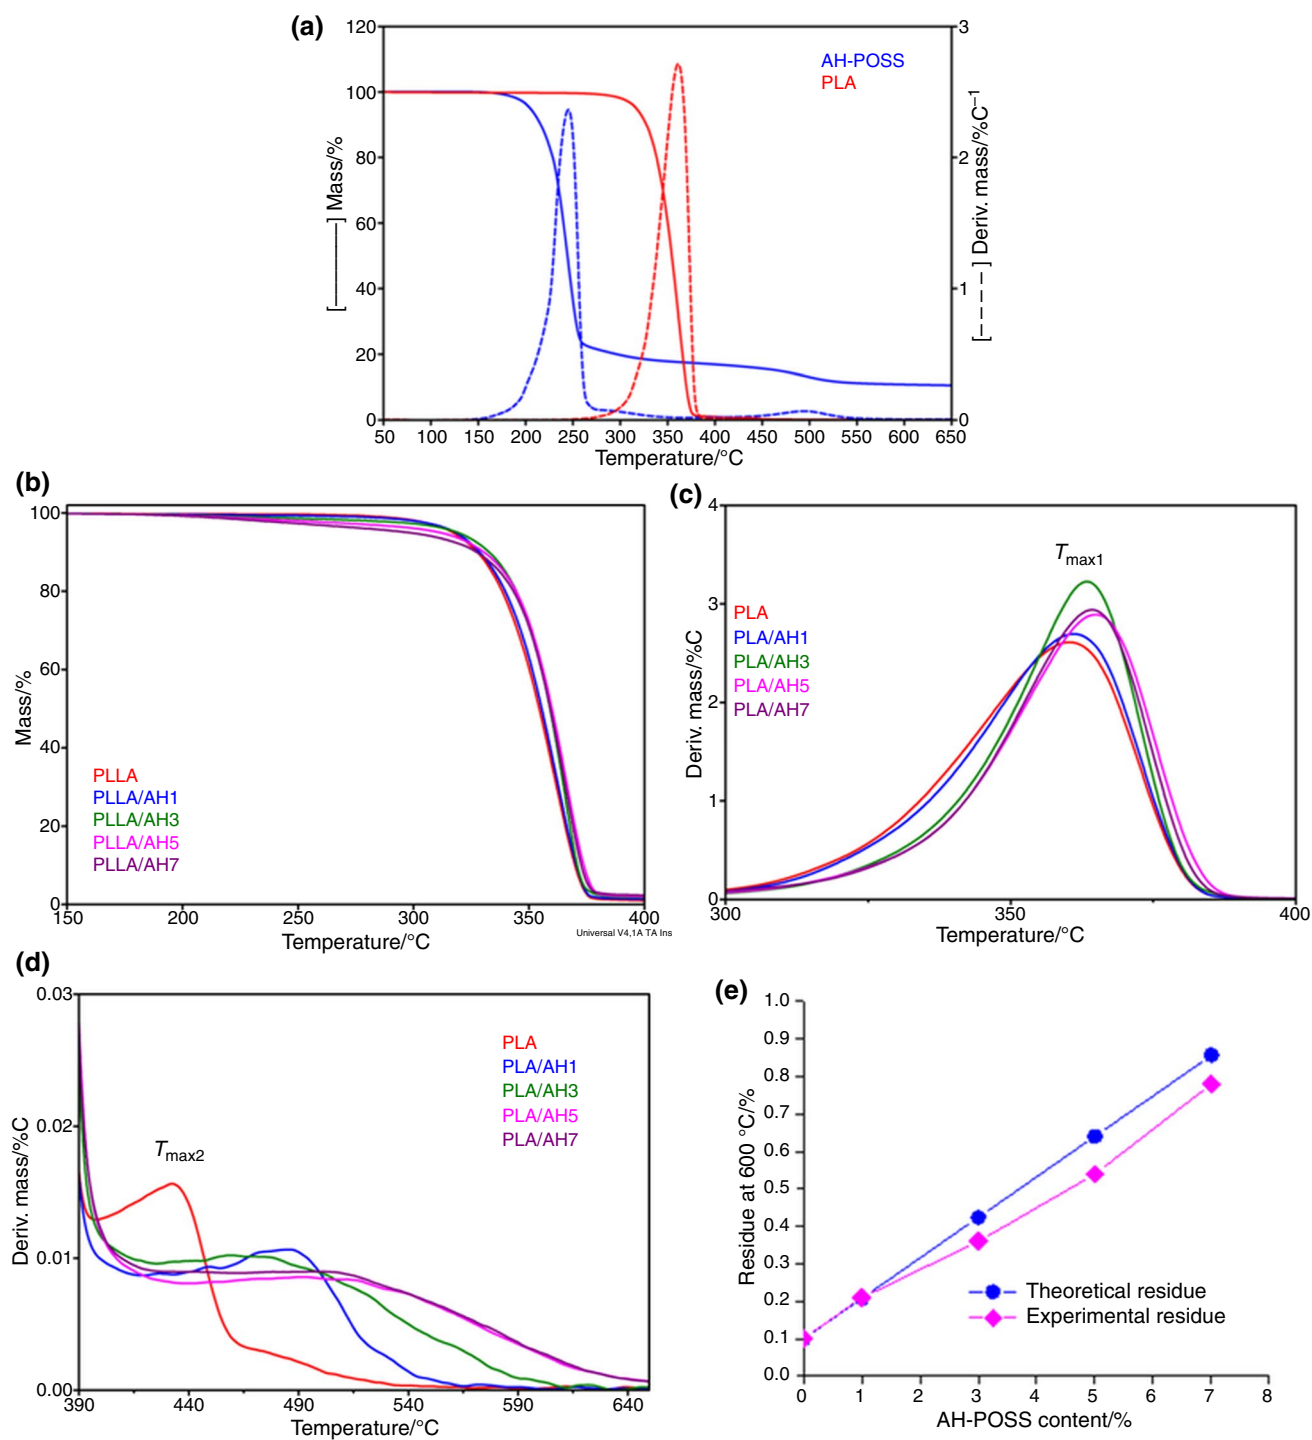 (a)
120
100
80
60
40
20
0
[————] Mass/%
3
2
1
0
[– – – –] Deriv. mass/%C⁻¹
AH-POSS
PLA
50 100 150 200 250 300 350 400 450 500 550 600 650
Temperature/°C
(b)
100
80
60
40
20
0
Mass/%
PLLA
PLLA/AH1
PLLA/AH3
PLLA/AH5
PLLA/AH7
150 200 250 300 350 400
Temperature/°C
Universal V4,1A TA Ins
(c)
4
3
2
1
0
Deriv. mass/%C
Tmax1
PLA
PLA/AH1
PLA/AH3
PLA/AH5
PLA/AH7
300 350 400
Temperature/°C
(d)
0.03
0.02
0.01
0.00
Deriv. mass/%C
Tmax2
PLA
PLA/AH1
PLA/AH3
PLA/AH5
PLA/AH7
390 440 490 540 590 640
Temperature/°C
(e)
1.0
0.9
0.8
0.7
0.6
0.5
0.4
0.3
0.2
0.1
0.0
Residue at 600 °C/%
Theoretical residue
Experimental residue
0 1 2 3 4 5 6 7 8
AH-POSS content/%